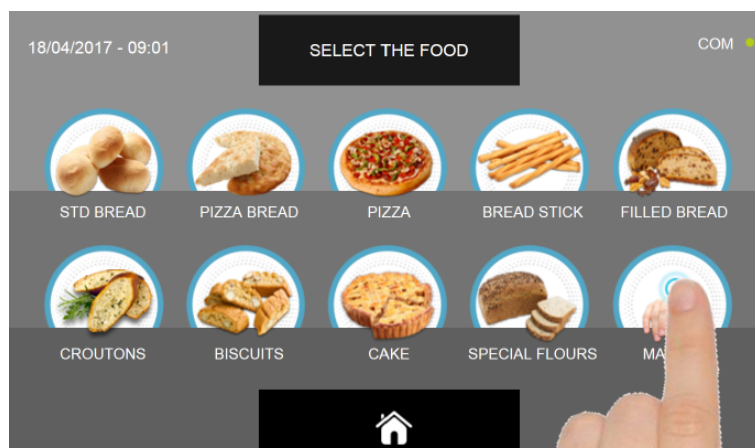 18/04/2017 - 09:01
SELECT THE FOOD
COM
STD BREAD
PIZZA BREAD
PIZZA
BREAD STICK
FILLED BREAD
CROUTONS
BISCUITS
CAKE
SPECIAL FLOURS